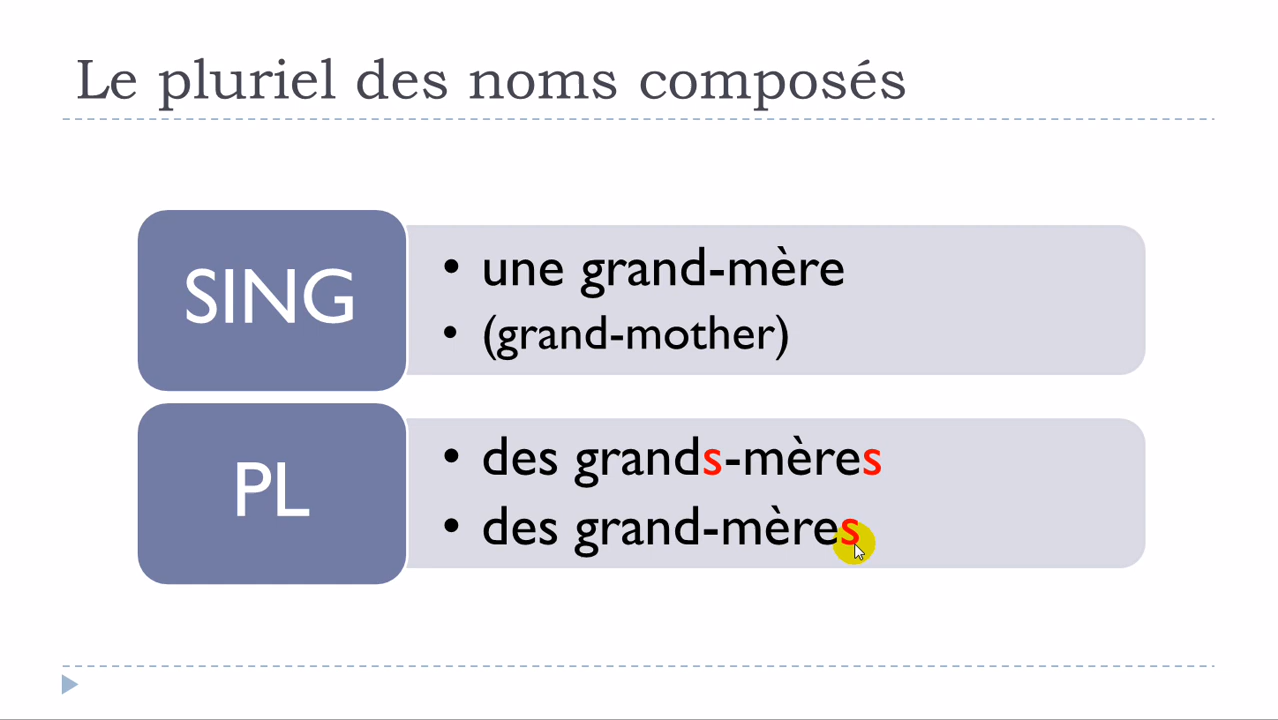 Le pluriel des noms composés
SING
• une grand-mère
• (grand-mother)
PL
• des grands-mères
• des grand-mères